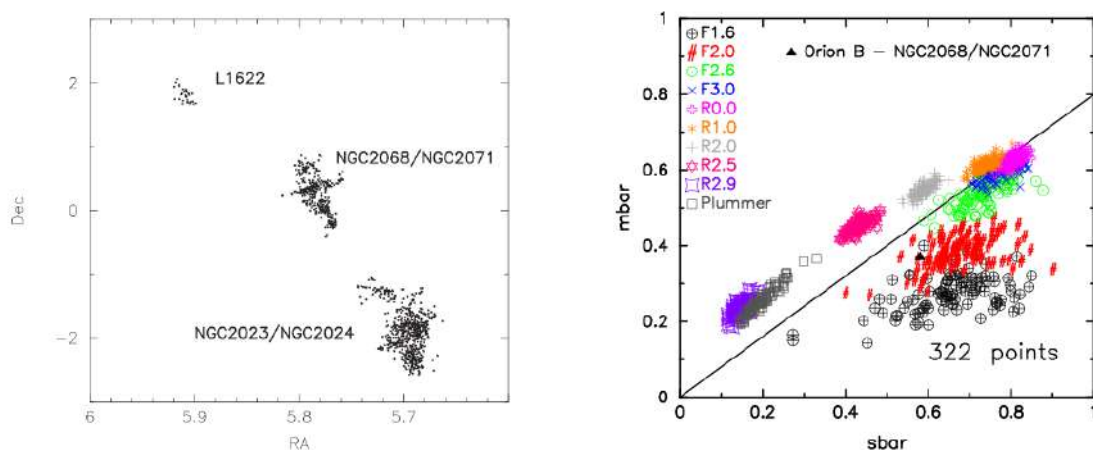 L1622
NGC2068/NGC2071
NGC2023/NGC2024
Dec
2
0
−2
6
5.9
5.8
5.7
RA
1
0.8
0.6
0.4
0.2
0
mbar
F1.6
F2.0
F2.6
F3.0
R0.0
R1.0
R2.0
R2.5
R2.9
Plummer
Orion B − NGC2068/NGC2071
322 points
0
0.2
0.4
0.6
0.8
1
sbar